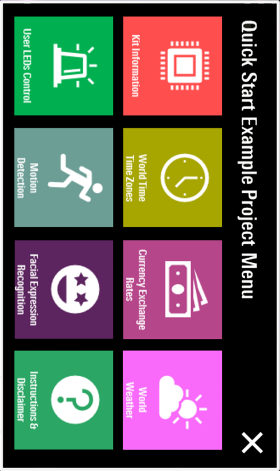 Quick Start Example Project Menu
Kit Information
World Time
Time Zones
Currency Exchange
Rates
World
Weather
User LEDs Control
Motion
Detection
Facial Expression
Recognition
Instructions &
Disclaimer